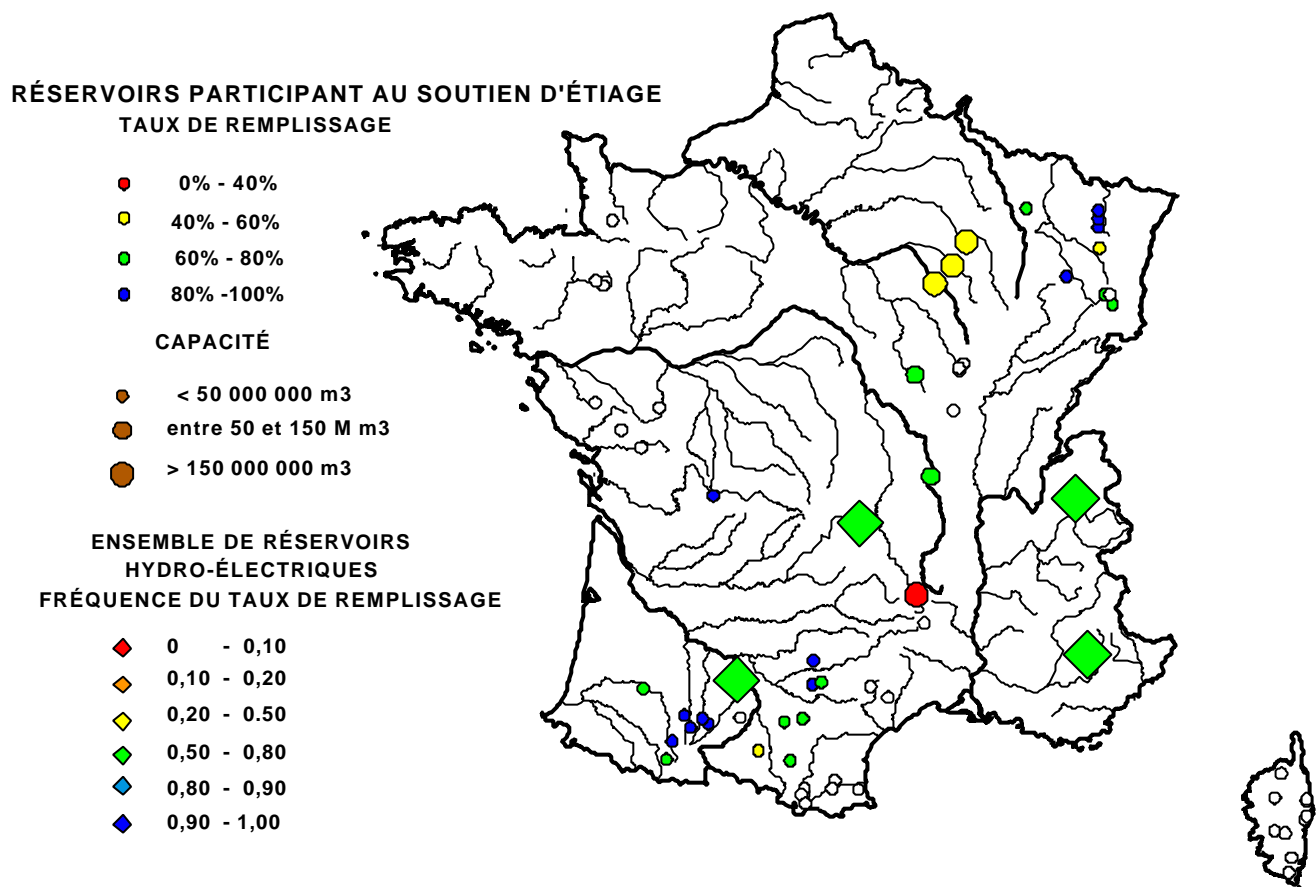 RÉSERVOIRS PARTICIPANT AU SOUTIEN D'ÉTIAGE
TAUX DE REMPLISSAGE
0% - 40%
40% - 60%
60% - 80%
80% -100%
CAPACITÉ
< 50 000 000 m3
entre 50 et 150 M m3
> 150 000 000 m3
ENSEMBLE DE RÉSERVOIRS
HYDRO-ÉLECTRIQUES
FRÉQUENCE DU TAUX DE REMPLISSAGE
0 - 0,10
0,10 - 0,20
0,20 - 0,50
0,50 - 0,80
0,80 - 0,90
0,90 - 1,00